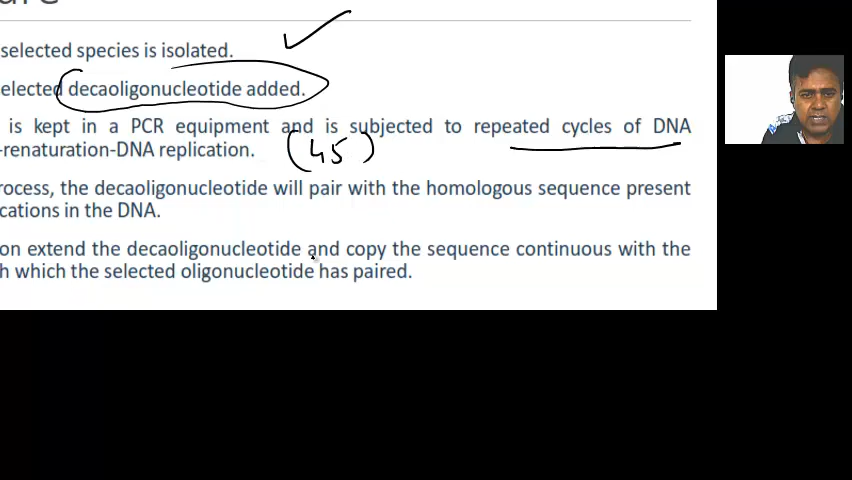 selected species is isolated.
elected decaoligonucleotide added.
is kept in a PCR equipment and is subjected to repeated cycles of DNA
-renaturation-DNA replication.
(45)
rocess, the decaoligonucleotide will pair with the homologous sequence present
cations in the DNA.
on extend the decaoligonucleotide and copy the sequence continuous with the
h which the selected oligonucleotide has paired.